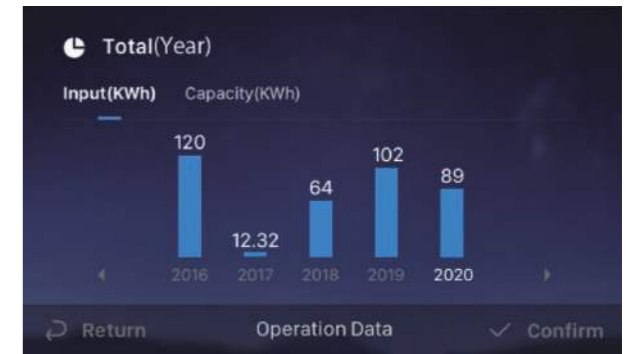 Total(Year)
Input(KWh) Capacity(KWh)
120
102
89
64
12.32
2016 2017 2018 2019 2020
Return Operation Data Confirm